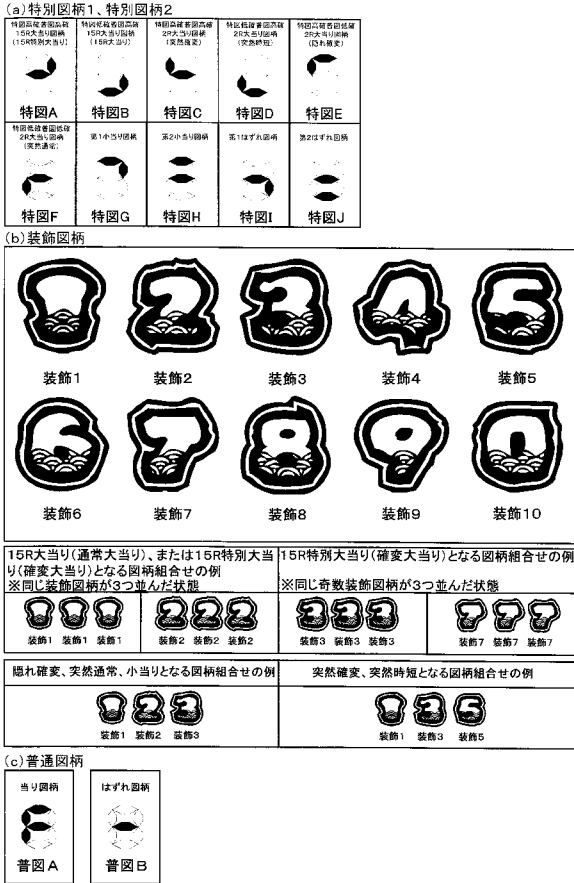 (a)特別図柄1、特別図柄2
特図高確普図高確
15R大当り図柄
(15R特別大当り)
特図A
特図低確普図高確
15R大当り図柄
(15R大当り)
特図B
特図高確普図高確
2R大当り図柄
(突然確変)
特図C
特図低確普図高確
2R大当り図柄
(突然時短)
特図D
特図高確普図低確
2R大当り図柄
(隠れ確変)
特図E
特図低確普図低確
2R大当り図柄
(突然通常)
特図F
第1小当り図柄
特図G
第2小当り図柄
特図H
第1はずれ図柄
特図I
第2はずれ図柄
特図J
(b)装飾図柄
装飾1 装飾2 装飾3 装飾4 装飾5
装飾6 装飾7 装飾8 装飾9 装飾10
15R大当り(通常大当り)、または15R特別大当
り(確変大当り)となる図柄組合せの例
※同じ装飾図柄が3つ並んだ状態
装飾1 装飾1 装飾1
装飾2 装飾2 装飾2
15R特別大当り(確変大当り)となる図柄組合せの例
※同じ奇数装飾図柄が3つ並んだ状態
装飾3 装飾3 装飾3
装飾7 装飾7 装飾7
隠れ確変、突然通常、小当りとなる図柄組合せの例
装飾1 装飾2 装飾3
突然確変、突然時短となる図柄組合せの例
装飾1 装飾3 装飾5
(c)普通図柄
当り図柄
普図A
はずれ図柄
普図B